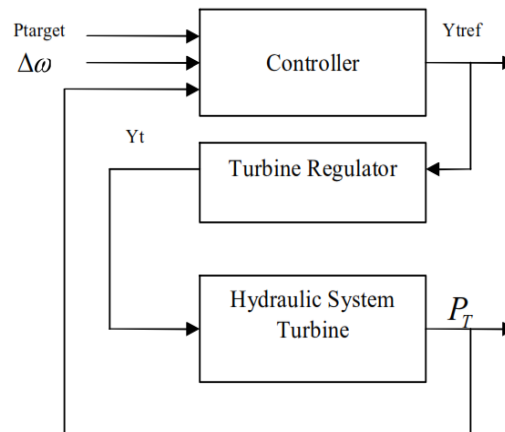 Ptarget
Δω
Controller
Ytref
Yt
Turbine Regulator
Hydraulic System
Turbine
P_T